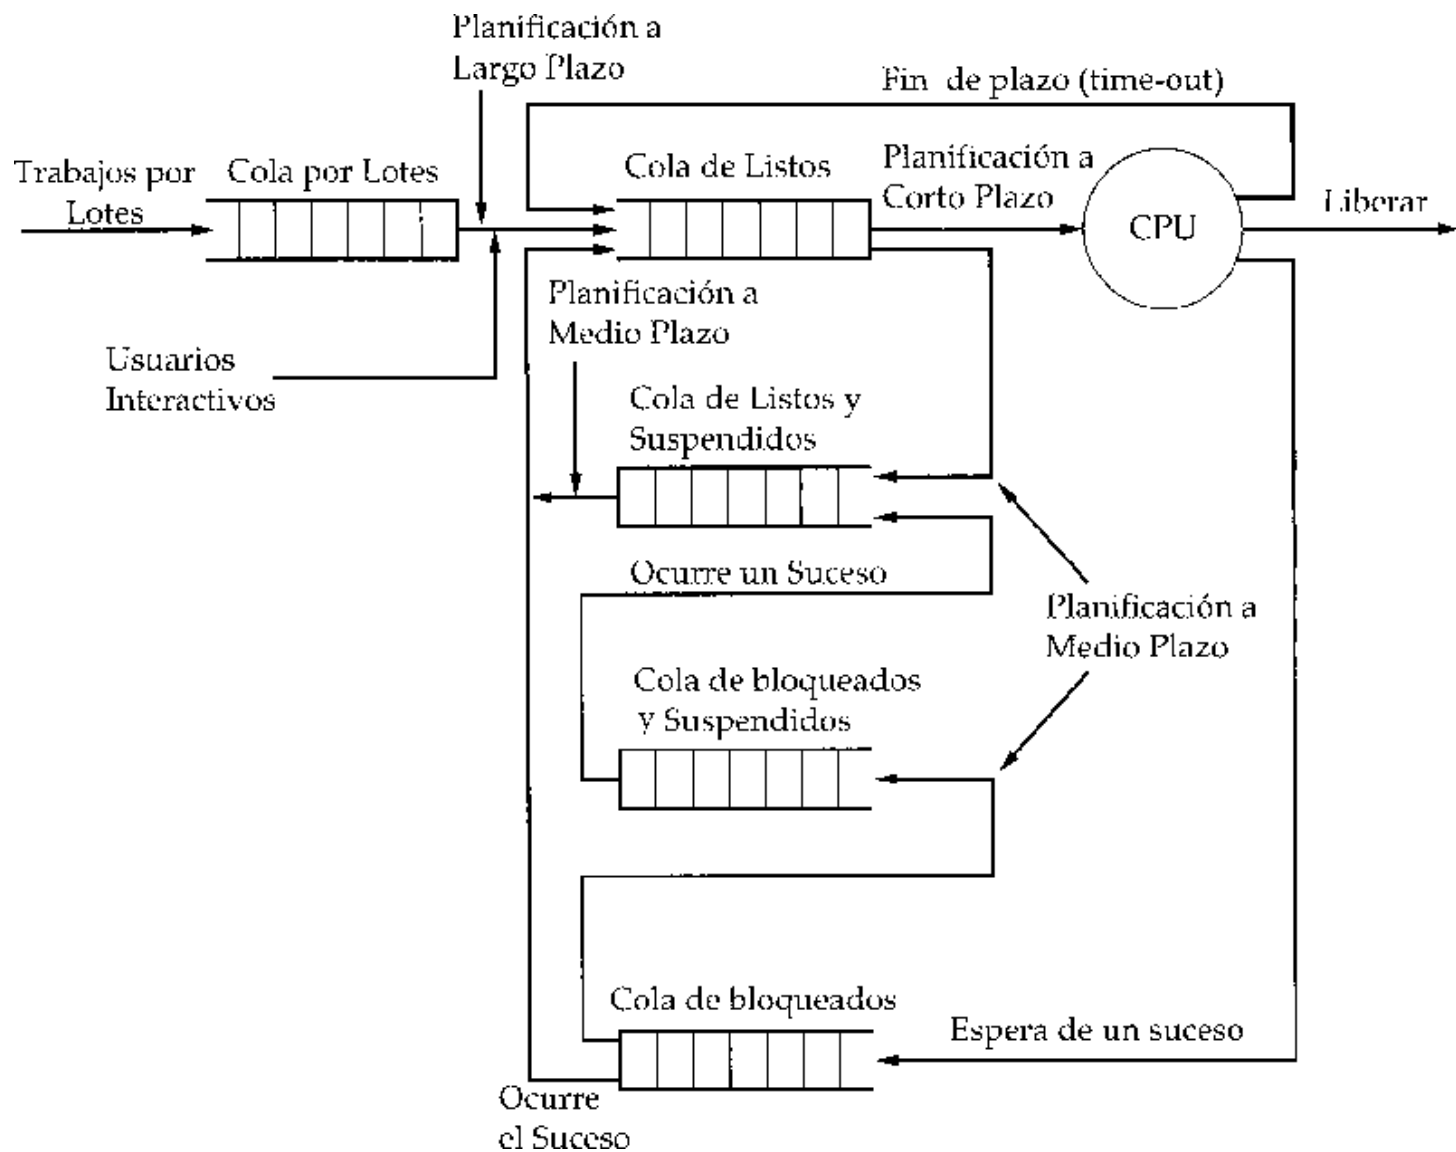 Planificación a
Largo Plazo
Fin de plazo (time-out)
Trabajos por
Lotes
Cola por Lotes
Cola de Listos
Planificación a
Corto Plazo
CPU
Liberar
Planificación a
Medio Plazo
Usuarios
Interactivos
Cola de Listos y
Suspendidos
Ocurre un Suceso
Planificación a
Medio Plazo
Cola de bloqueados
y Suspendidos
Cola de bloqueados
Espera de un suceso
Ocurre
el Suceso